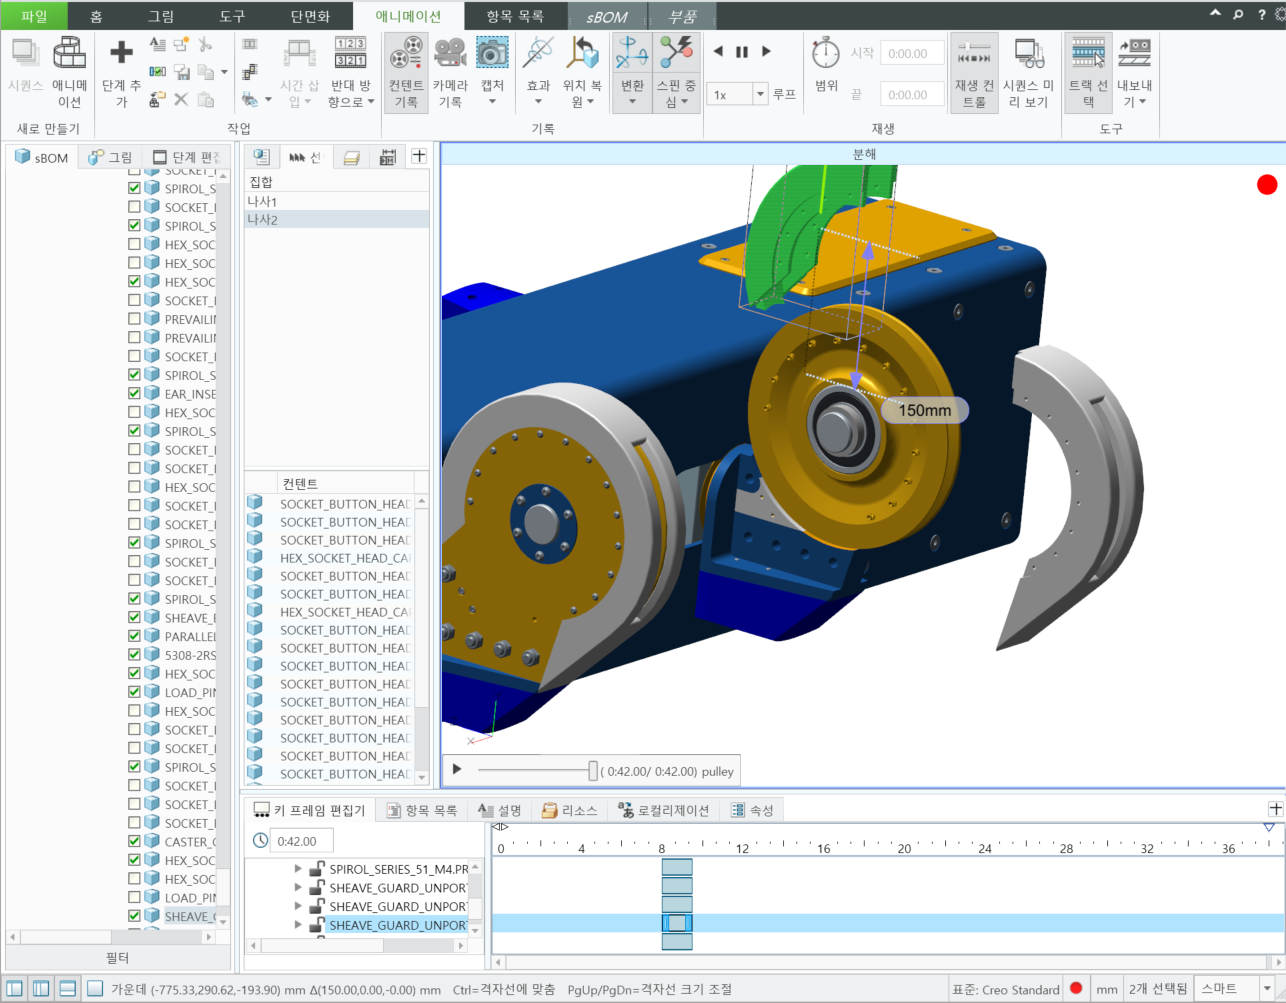 파일 홈 그림 도구 단면화 애니메이션 항목 목록 sBOM 부품
시퀀스 애니메이션
새로 만들기
단계 추가
시간 삽입
반대 방향으로
작업
컨텐트 기록
카메라 기록
캡처
효과
위치 복원
변환
스핀 중심
기록
1x 루프
범위
시작 0:00.00
끝 0:00.00
재생 컨트롤
시퀀스 미리 보기
재생
트랙 선택
내보내기
도구
sBOM 그림 단계 편집
SOCKET_
SPIROL_S
SOCKET_
SPIROL_S
HEX_SOC
HEX_SOC
HEX_SOC
SOCKET_
PREVAILI
PREVAILI
SOCKET_
SPIROL_S
EAR_INSE
HEX_SOC
SPIROL_S
SOCKET_
SOCKET_
HEX_SOC
SOCKET_
SOCKET_
SPIROL_S
SOCKET_
SOCKET_
SPIROL_S
SHEAVE_
PARALLEL
5308-2RS
HEX_SOC
LOAD_PI
HEX_SOC
SOCKET_
SOCKET_
SPIROL_S
SOCKET_
SOCKET_
SOCKET_
CASTER_
HEX_SOC
HEX_SOC
LOAD_PI
SHEAVE_
필터
선
집합
나사1
나사2
컨텐트
SOCKET_BUTTON_HEAD
SOCKET_BUTTON_HEAD
SOCKET_BUTTON_HEAD
HEX_SOCKET_HEAD_CA
SOCKET_BUTTON_HEAD
SOCKET_BUTTON_HEAD
HEX_SOCKET_HEAD_CA
SOCKET_BUTTON_HEAD
SOCKET_BUTTON_HEAD
SOCKET_BUTTON_HEAD
SOCKET_BUTTON_HEAD
SOCKET_BUTTON_HEAD
SOCKET_BUTTON_HEAD
SOCKET_BUTTON_HEAD
SOCKET_BUTTON_HEAD
SOCKET_BUTTON_HEAD
분해
150mm
( 0:42.00/ 0:42.00) pulley
키 프레임 편집기 항목 목록 설명 리소스 로컬리제이션 속성
0:42.00
0 4 8 12 16 20 24 28 32 36
SPIROL_SERIES_51_M4.PR
SHEAVE_GUARD_UNPORT
SHEAVE_GUARD_UNPORT
SHEAVE_GUARD_UNPORT
가운데 (-775.33,290.62,-193.90) mm Δ(150.00,0.00,-0.00) mm Ctrl=격자선에 맞춤 PgUp/PgDn=격자선 크기 조절 표준: Creo Standard mm 2개 선택됨 스마트